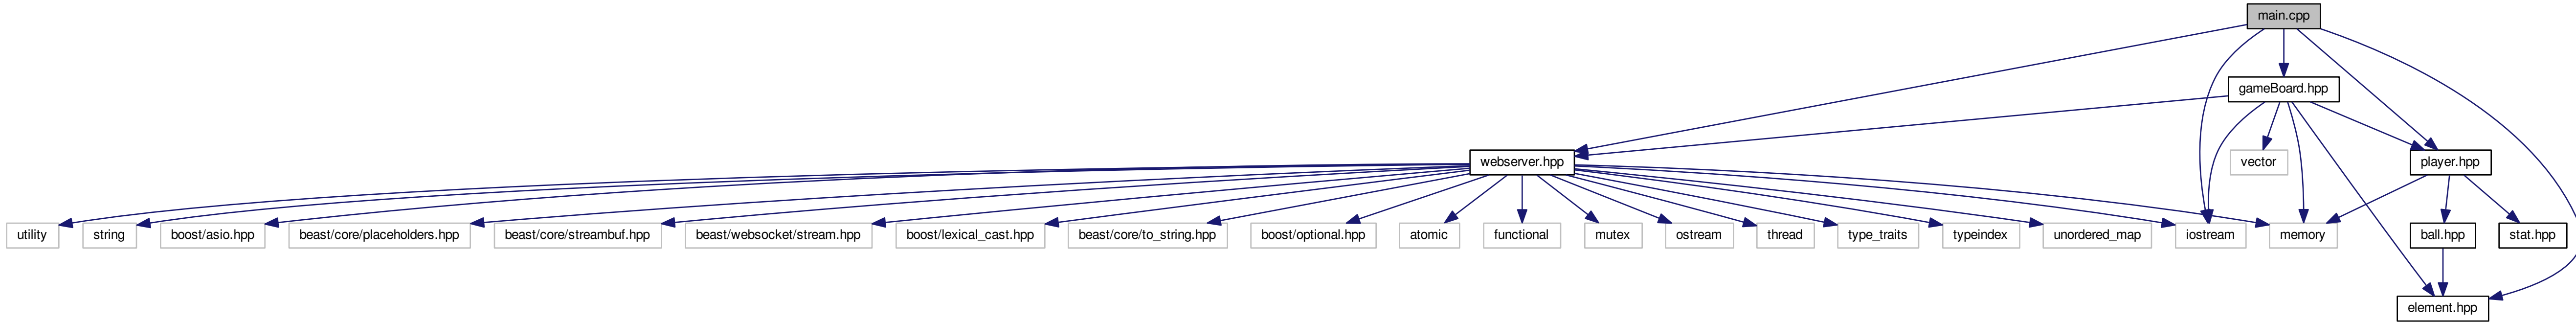 main.cpp
gameBoard.hpp
webserver.hpp
vector
player.hpp
utility
string
boost/asio.hpp
beast/core/placeholders.hpp
beast/core/streambuf.hpp
beast/websocket/stream.hpp
boost/lexical_cast.hpp
beast/core/to_string.hpp
boost/optional.hpp
atomic
functional
mutex
ostream
thread
type_traits
typeindex
unordered_map
iostream
memory
ball.hpp
stat.hpp
element.hpp